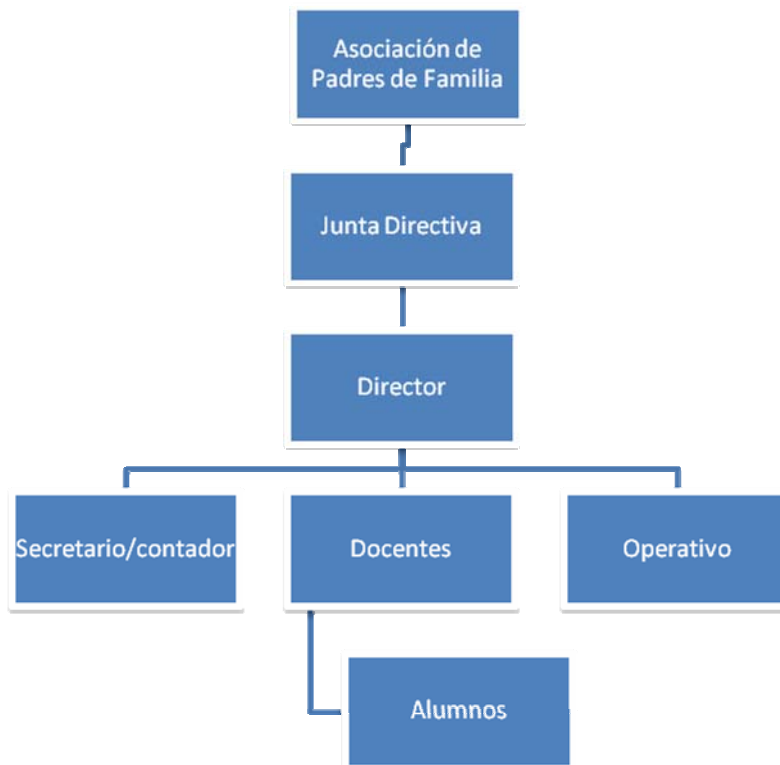 Asociación de
Padres de Familia
Junta Directiva
Director
Secretario/contador
Docentes
Operativo
Alumnos